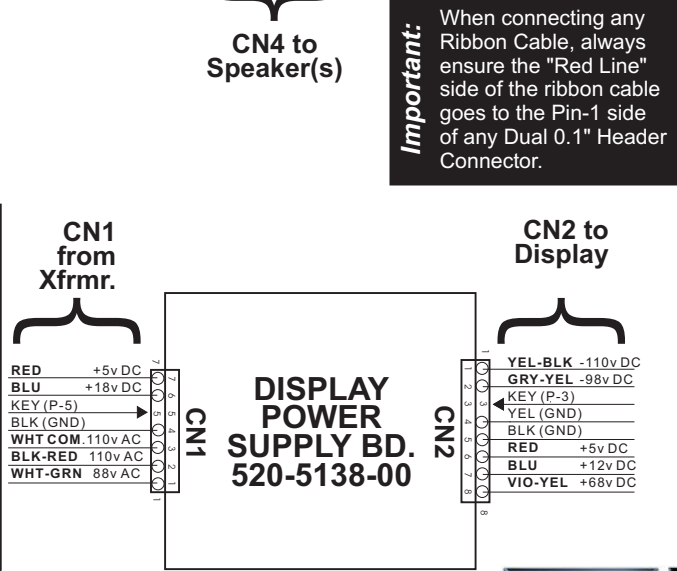 CN4 to
Speaker(s)
Important:
When connecting any
Ribbon Cable, always
ensure the "Red Line"
side of the ribbon cable
goes to the Pin-1 side
of any Dual 0.1" Header
Connector.
CN1
from
Xfrmr.
CN2 to
Display
RED +5v DC
BLU +18v DC
KEY (P-5)
BLK (GND)
WHT COM. 110v AC
BLK-RED 110v AC
WHT-GRN 88v AC
7
7
6
5
4
3
2
1
1
CN1
DISPLAY
POWER
SUPPLY BD.
520-5138-00
CN2
1
1
2
3
3
4
5
6
7
8
8
YEL-BLK -110v DC
GRY-YEL -98v DC
KEY (P-3)
YEL (GND)
BLK (GND)
RED +5v DC
BLU +12v DC
VIO-YEL +68v DC